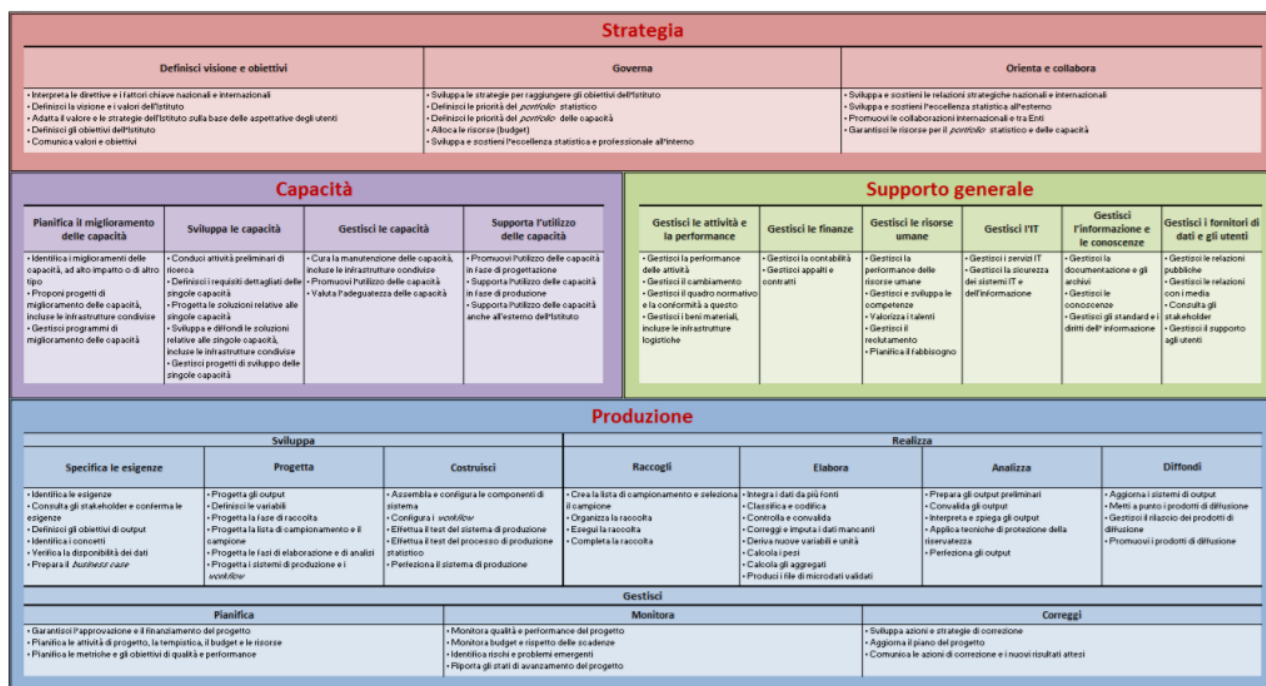 Strategia
Definisci visione e obiettivi
• Interpreta le direttive e i fattori chiave nazionali e internazionali
• Definisci la visione e i valori dell'Istituto
• Adatta il valore e le strategie dell'Istituto sulla base delle aspettative degli utenti
• Definisci gli obiettivi dell'Istituto
• Comunica valori e obiettivi
Governa
• Sviluppa le strategie per raggiungere gli obiettivi dell'Istituto
• Definisci le priorità del portfolio statistico
• Definisci le priorità del portfolio delle capacità
• Alloca le risorse (budget)
• Sviluppa e sostieni l'eccellenza statistica e professionale all'interno
Orienta e collabora
• Sviluppa e sostieni le relazioni strategiche nazionali e internazionali
• Sviluppa e sostieni l'eccellenza statistica all'esterno
• Promuovi le collaborazioni internazionali e tra Enti
• Garantisci le risorse per il portfolio statistico e delle capacità
Capacità
Pianifica il miglioramento
delle capacità
• Identifica i miglioramenti delle
capacità, ad alto impatto o di altro
tipo
• Proponi progetti di
miglioramento delle capacità,
incluse le infrastrutture condivise
• Gestisci programmi di
miglioramento delle capacità
Sviluppa le capacità
• Conduci attività preliminari di
ricerca
• Definisci i requisiti dettagliati delle
singole capacità
• Progetta le soluzioni relative alle
singole capacità
• Sviluppa e diffondi le soluzioni
relative alle singole capacità,
incluse le infrastrutture condivise
• Gestisci progetti di sviluppo delle
singole capacità
Gestisci le capacità
• Cura la manutenzione delle capacità,
incluse le infrastrutture condivise
• Promuovi l'utilizzo delle capacità
• Valuta l'adeguatezza delle capacità
Supporta l'utilizzo
delle capacità
• Promuovi l'utilizzo delle capacità
in fase di progettazione
• Supporta l'utilizzo delle capacità
in fase di produzione
• Supporta l'utilizzo delle capacità
anche all'esterno dell'Istituto
Supporto generale
Gestisci le attività e
la performance
• Gestisci la performance
delle attività
• Gestisci il cambiamento
• Gestisci il quadro normativo
e la conformità a questo
• Gestisci i beni materiali,
incluse le infrastrutture
logistiche
Gestisci le finanze
• Gestisci la contabilità
• Gestisci appalti e
contratti
Gestisci le risorse
umane
• Gestisci la
performance delle
risorse umane
• Gestisci e sviluppa le
competenze
• Valorizza i talenti
• Gestisci il
reclutamento
• Pianifica il fabbisogno
Gestisci l'IT
• Gestisci i servizi IT
• Gestisci la sicurezza
dei sistemi IT e
dell'informazione
Gestisci
l'informazione e
le conoscenze
• Gestisci la
documentazione e gli
archivi
• Gestisci le
conoscenze
• Gestisci gli standard e i
diritti dell' informazione
Gestisci i fornitori di
dati e gli utenti
• Gestisci le relazioni
pubbliche
• Gestisci le relazioni
con i media
• Consulta gli
stakeholder
• Gestisci il supporto
agli utenti
Produzione
Sviluppa
Specifica le esigenze
• Identifica le esigenze
• Consulta gli stakeholder e conferma le
esigenze
• Definisci gli obiettivi di output
• Identifica i concetti
• Verifica la disponibilità dei dati
• Prepara il business case
Progetta
• Progetta gli output
• Definisci le variabili
• Progetta la fase di raccolta
• Progetta la lista di campionamento e il
campione
• Progetta le fasi di elaborazione e di analisi
• Progetta i sistemi di produzione e i
workflow
Costruisci
• Assembla e configura le componenti di
sistema
• Configura i workflow
• Effettua il test del sistema di produzione
• Effettua il test del processo di produzione
statistico
• Perfeziona il sistema di produzione
Realizza
Raccogli
• Crea la lista di campionamento e seleziona
il campione
• Organizza la raccolta
• Esegui la raccolta
• Completa la raccolta
Elabora
• Integra i dati da più fonti
• Classifica e codifica
• Controlla e convalida
• Correggi e imputa i dati mancanti
• Deriva nuove variabili e unità
• Calcola i pesi
• Calcola gli aggregati
• Produci i file di microdati validati
Analizza
• Prepara gli output preliminari
• Convalida gli output
• Interpreta e spiega gli output
• Applica tecniche di protezione della
riservatezza
• Perfeziona gli output
Diffondi
• Aggiorna i sistemi di output
• Metti a punto i prodotti di diffusione
• Gestisci il rilascio dei prodotti di
diffusione
• Promuovi i prodotti di diffusione
Gestisci
Pianifica
• Garantisci l'approvazione e il finanziamento del progetto
• Pianifica le attività di progetto, la tempistica, il budget e le risorse
• Pianifica le metriche e gli obiettivi di qualità e performance
Monitora
• Monitora qualità e performance del progetto
• Monitora budget e rispetto delle scadenze
• Identifica rischi e problemi emergenti
• Riporta gli stati di avanzamento del progetto
Correggi
• Sviluppa azioni e strategie di correzione
• Aggiorna il piano del progetto
• Comunica le azioni di correzione e i nuovi risultati attesi